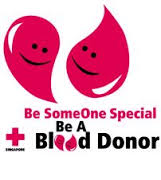 Be SomeOne Special
Be A
Blood Donor
SINGAPORE